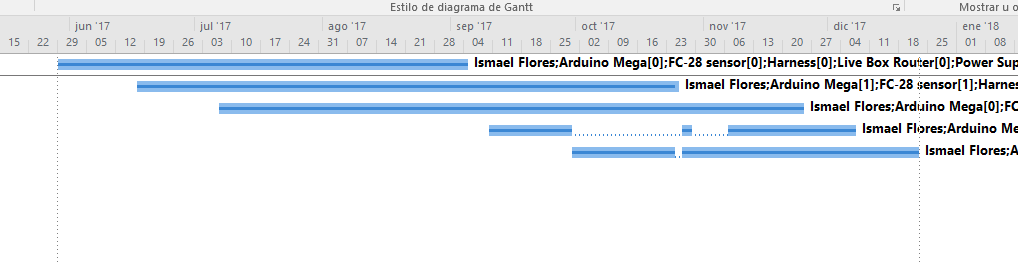 Estilo de diagrama de Gantt Mostrar u o
jun '17 jul '17 ago '17 sep '17 oct '17 nov '17 dic '17 ene '18
15 22 29 05 12 19 26 03 10 17 24 31 07 14 21 28 04 11 18 25 02 09 16 23 30 06 13 20 27 04 11 18 25 01 08
Ismael Flores;Arduino Mega[0];FC-28 sensor[0];Harness[0];Live Box Router[0];Power Sup
Ismael Flores;Arduino Mega[1];FC-28 sensor[1];Harnes
Ismael Flores;Arduino Mega[0];FC
Ismael Flores;Arduino Me
Ismael Flores;A